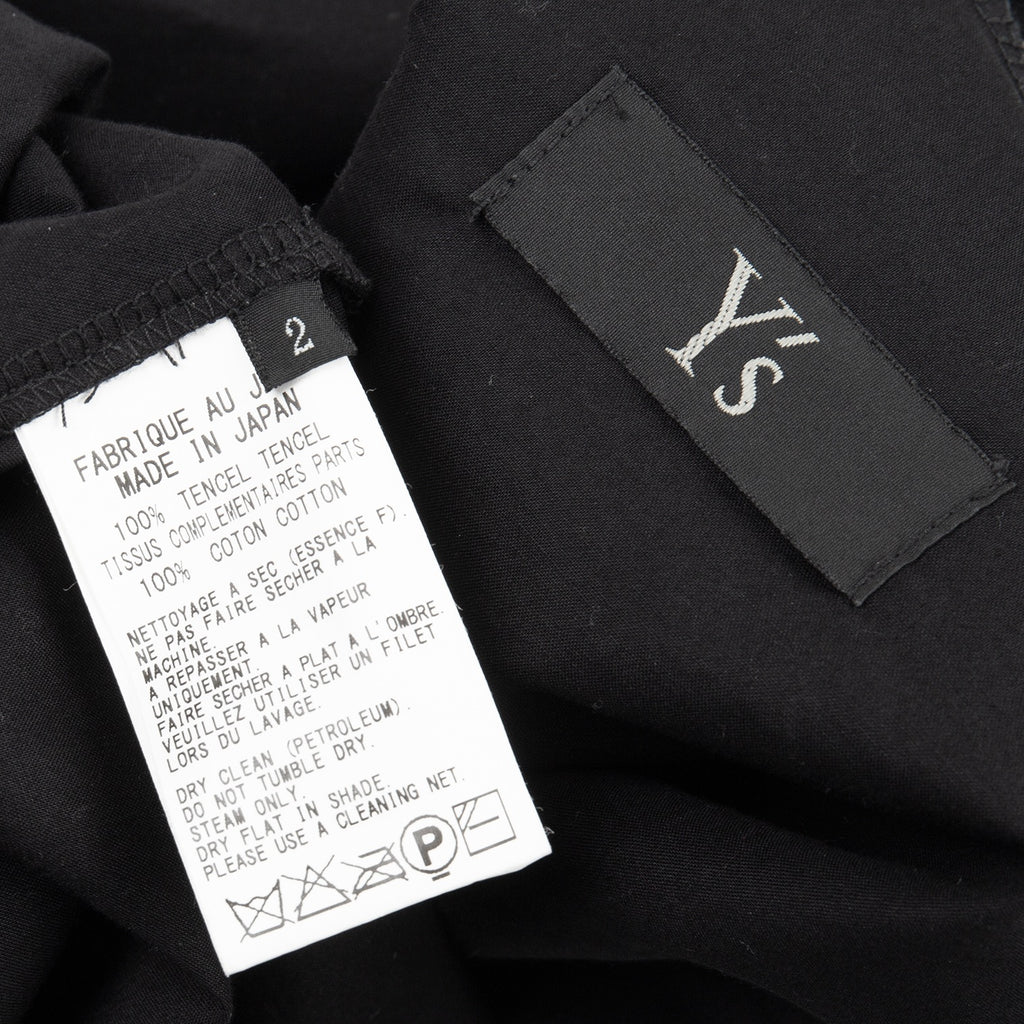 2
FABRIQUE AU
MADE IN JAPAN
100% TENCEL TENCEL
TISSUS COMPLEMENTAIRES PARTS
100% COTON COTTON
NETTOYAGE A SEC (ESSENCE F).
NE PAS FAIRE SECHER A LA
MACHINE.
A REPASSER A LA VAPEUR
UNIQUEMENT.
FAIRE SECHER A PLAT A L'OMBRE.
VEUILLEZ UTILISER UN FILET
LORS DU LAVAGE.
DRY CLEAN (PETROLEUM).
DO NOT TUMBLE DRY.
STEAM ONLY.
DRY FLAT IN SHADE.
PLEASE USE A CLEANING NET.
P
Y's